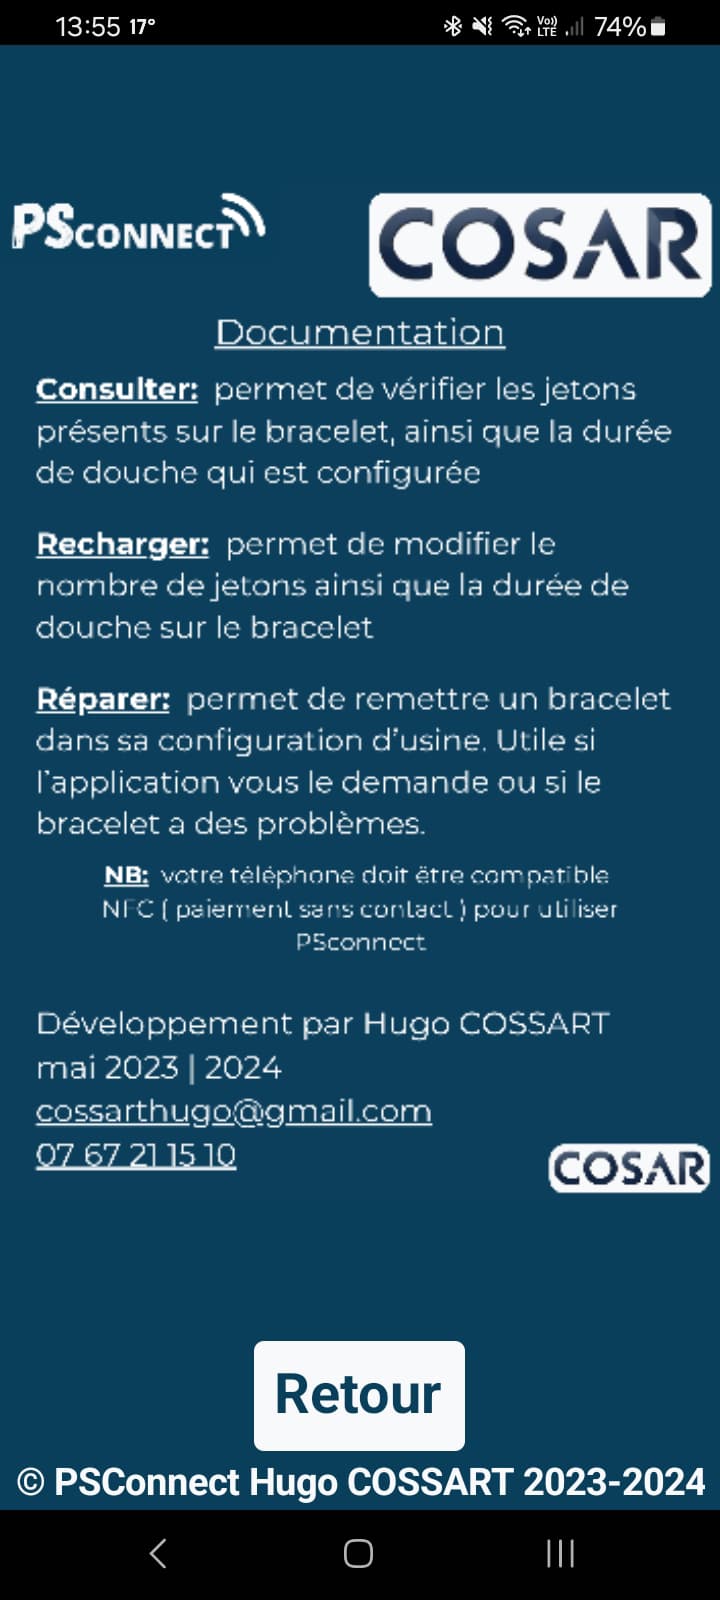 13:55 17°
Vo))
LTE
74%
PSCONNECT
COSAR
Documentation
Consulter: permet de vérifier les jetons
présents sur le bracelet, ainsi que la durée
de douche qui est configurée
Recharger: permet de modifier le
nombre de jetons ainsi que la durée de
douche sur le bracelet
Réparer: permet de remettre un bracelet
dans sa configuration d'usine. Utile si
l'application vous le demande ou si le
bracelet a des problèmes.
NB: votre téléphone doit être compatible
NFC ( paiement sans contact ) pour utiliser
PSconnect
Développement par Hugo COSSART
mai 2023 | 2024
cossarthugo@gmail.com
07 67 21 15 10
COSAR
Retour
© PSConnect Hugo COSSART 2023-2024